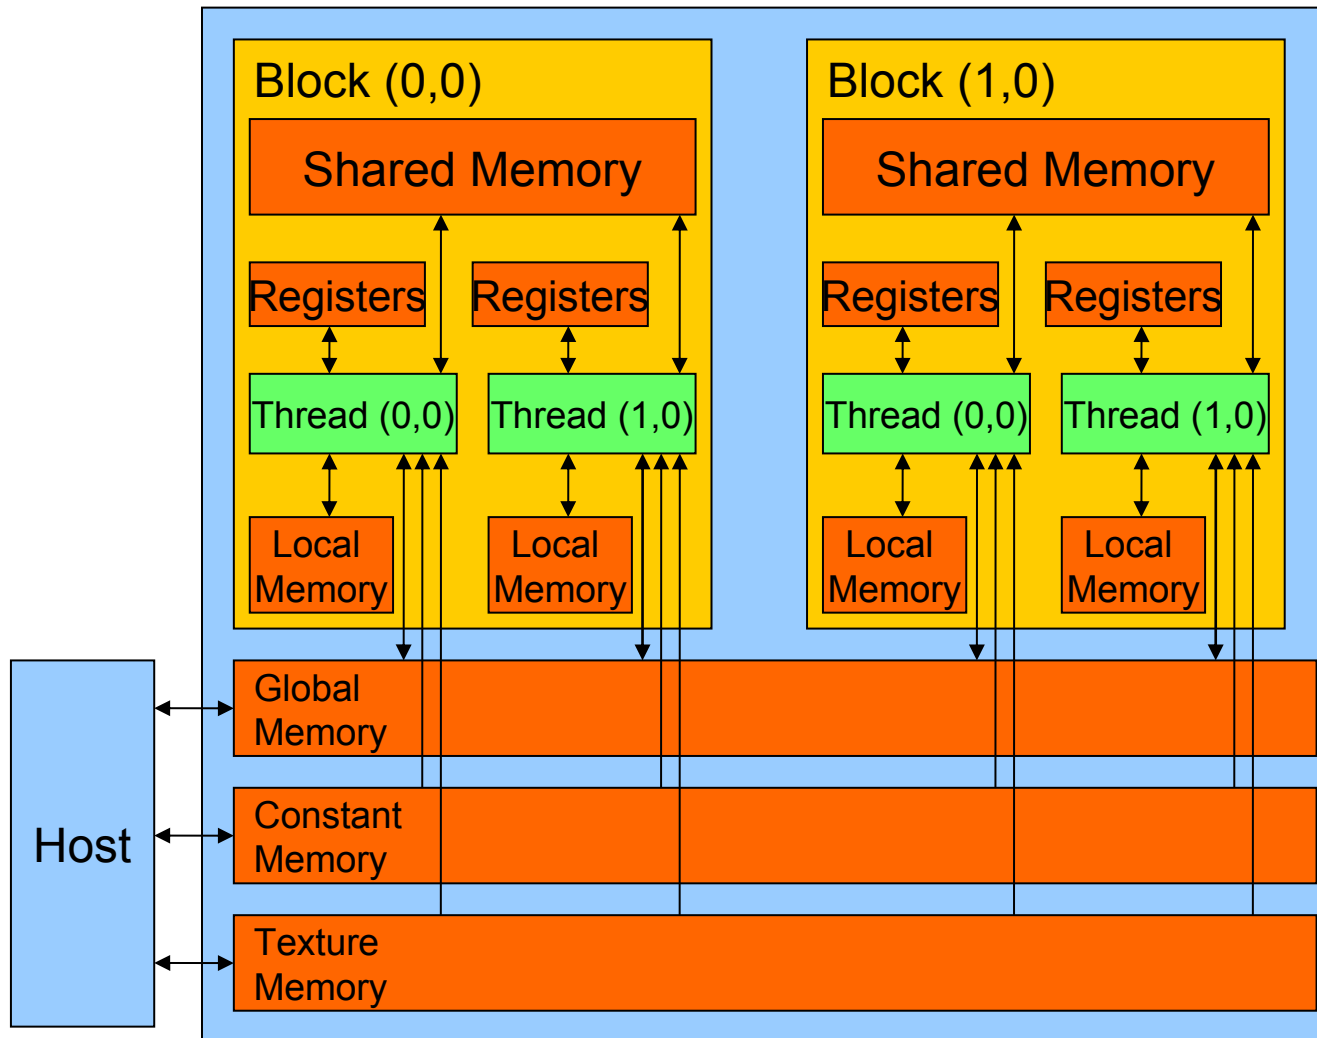 Block (0,0)
Shared Memory
Registers
Registers
Thread (0,0)
Thread (1,0)
Local
Memory
Local
Memory
Block (1,0)
Shared Memory
Registers
Registers
Thread (0,0)
Thread (1,0)
Local
Memory
Local
Memory
Host
Global
Memory
Constant
Memory
Texture
Memory